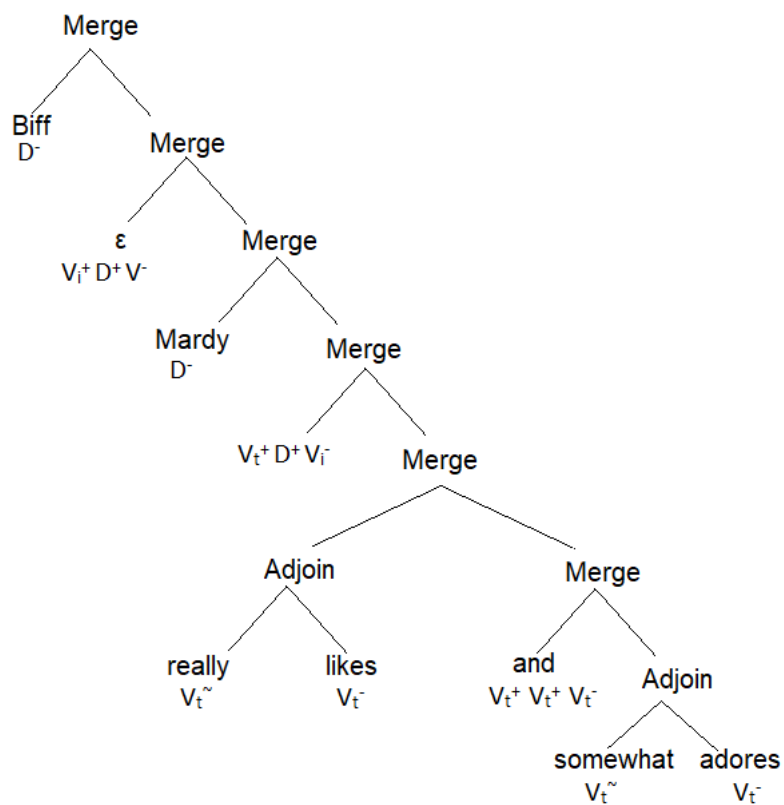 Merge
Biff Merge
D⁻
ε Merge
Vᵢ⁺ D⁺ V⁻
Mardy Merge
D⁻
Vₜ⁺ D⁺ Vᵢ⁻ Merge
Adjoin Merge
really likes and Adjoin
Vₜ˜ Vₜ⁻ Vₜ⁺ Vₜ⁺ Vₜ⁻
somewhat adores
Vₜ˜ Vₜ⁻